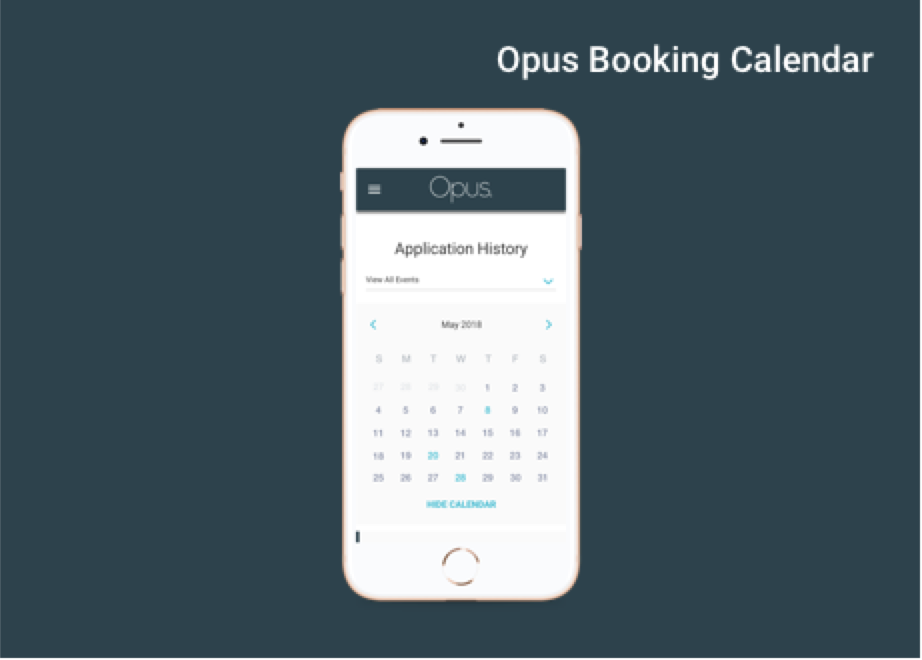 Opus Booking Calendar
Opus.
Application History
View All Events
May 2018
S M T W T F S
27 28 29 30 1 2 3
4 5 6 7 8 9 10
11 12 13 14 15 16 17
18 19 20 21 22 23 24
25 26 27 28 29 30 31
HIDE CALENDAR